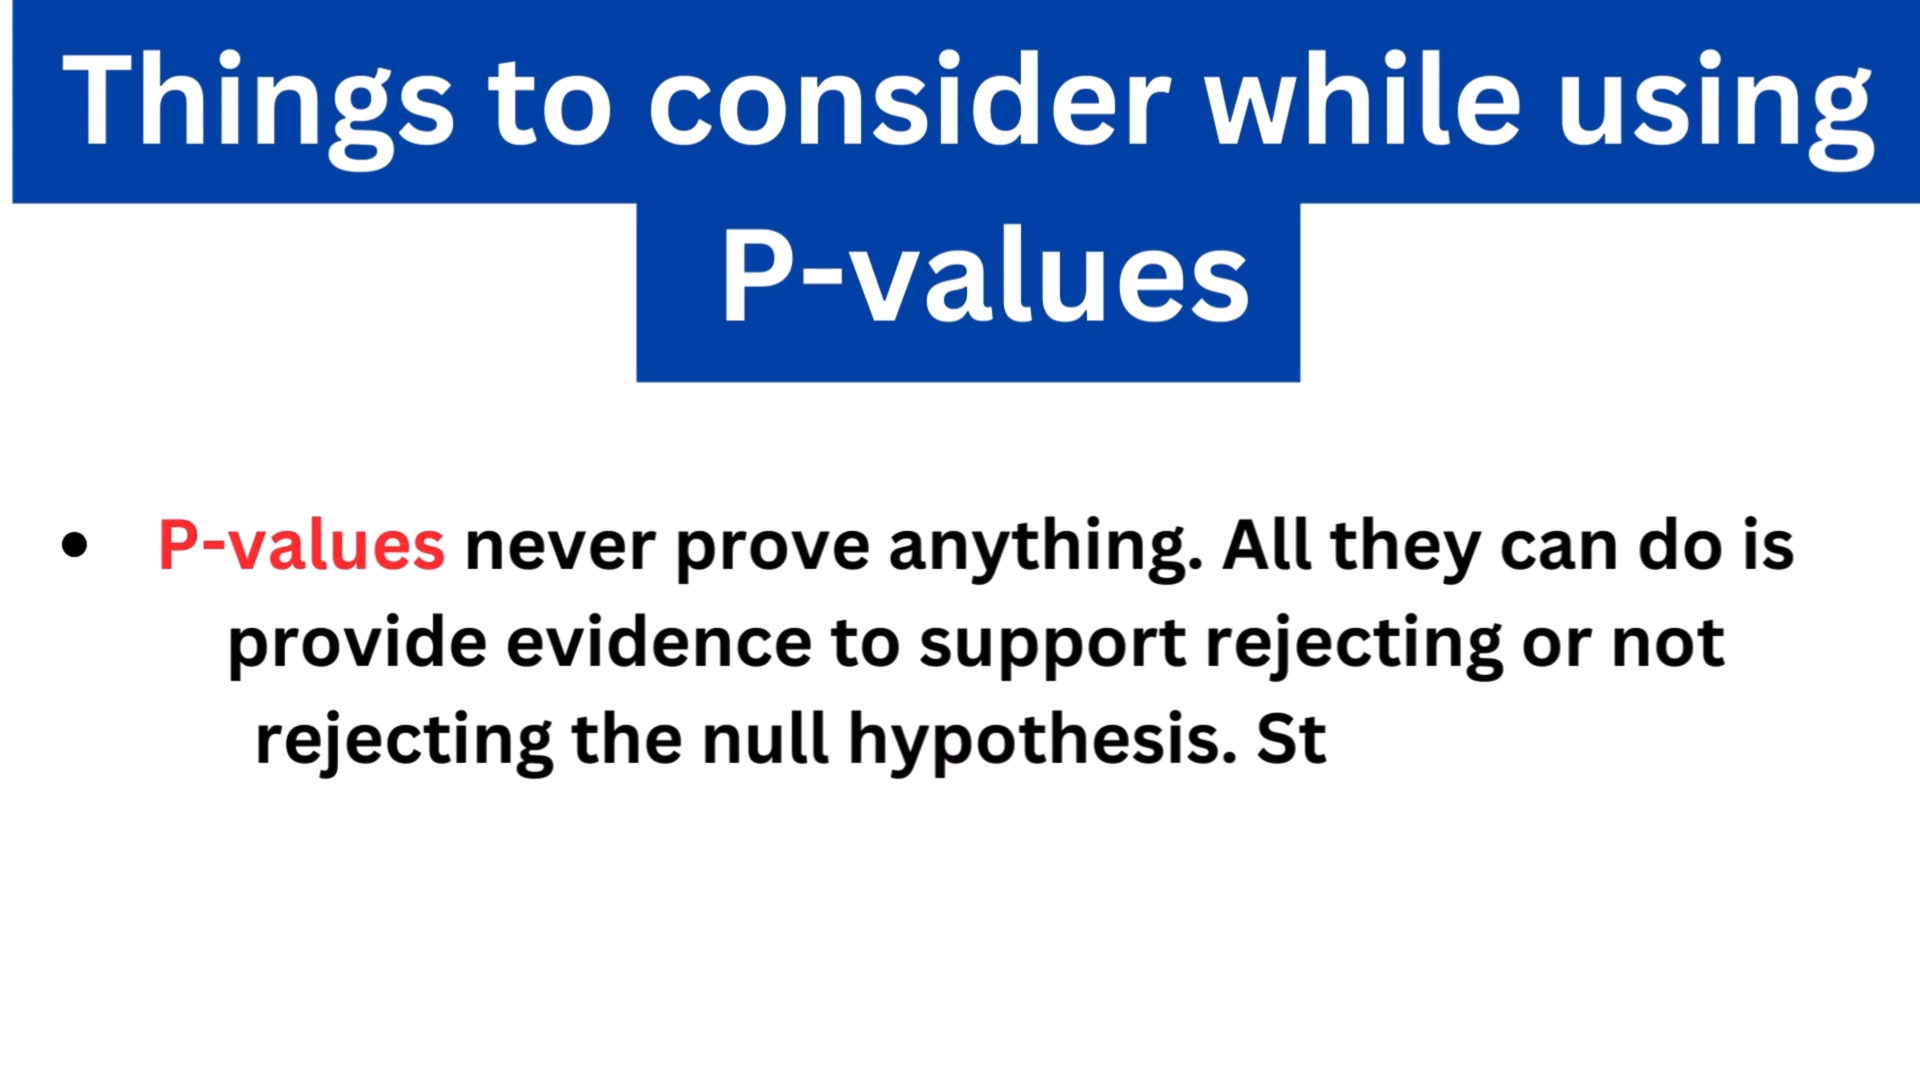 Things to consider while using
P-values
• P-values never prove anything. All they can do is
provide evidence to support rejecting or not
rejecting the null hypothesis. St